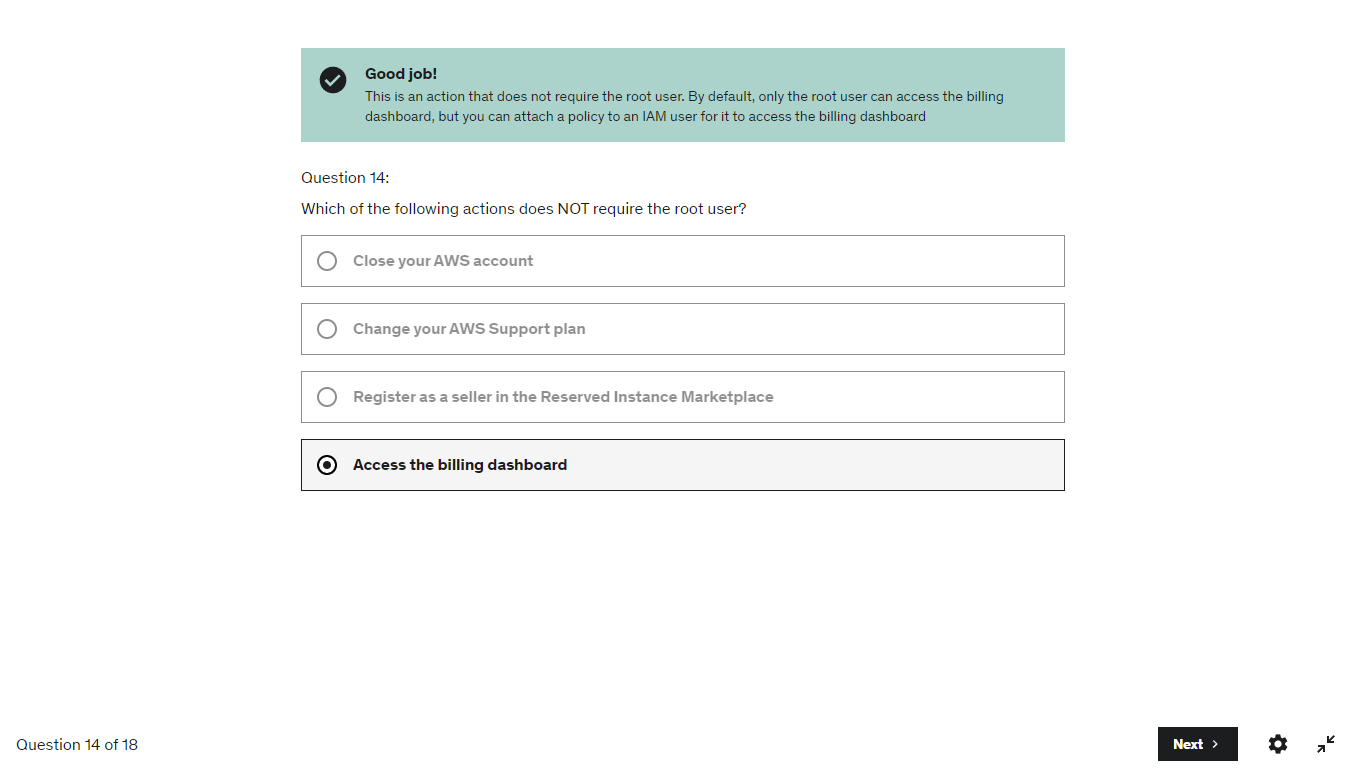 Good job!
This is an action that does not require the root user. By default, only the root user can access the billing
dashboard, but you can attach a policy to an IAM user for it to access the billing dashboard
Question 14:
Which of the following actions does NOT require the root user?
Close your AWS account
Change your AWS Support plan
Register as a seller in the Reserved Instance Marketplace
Access the billing dashboard
Question 14 of 18
Next